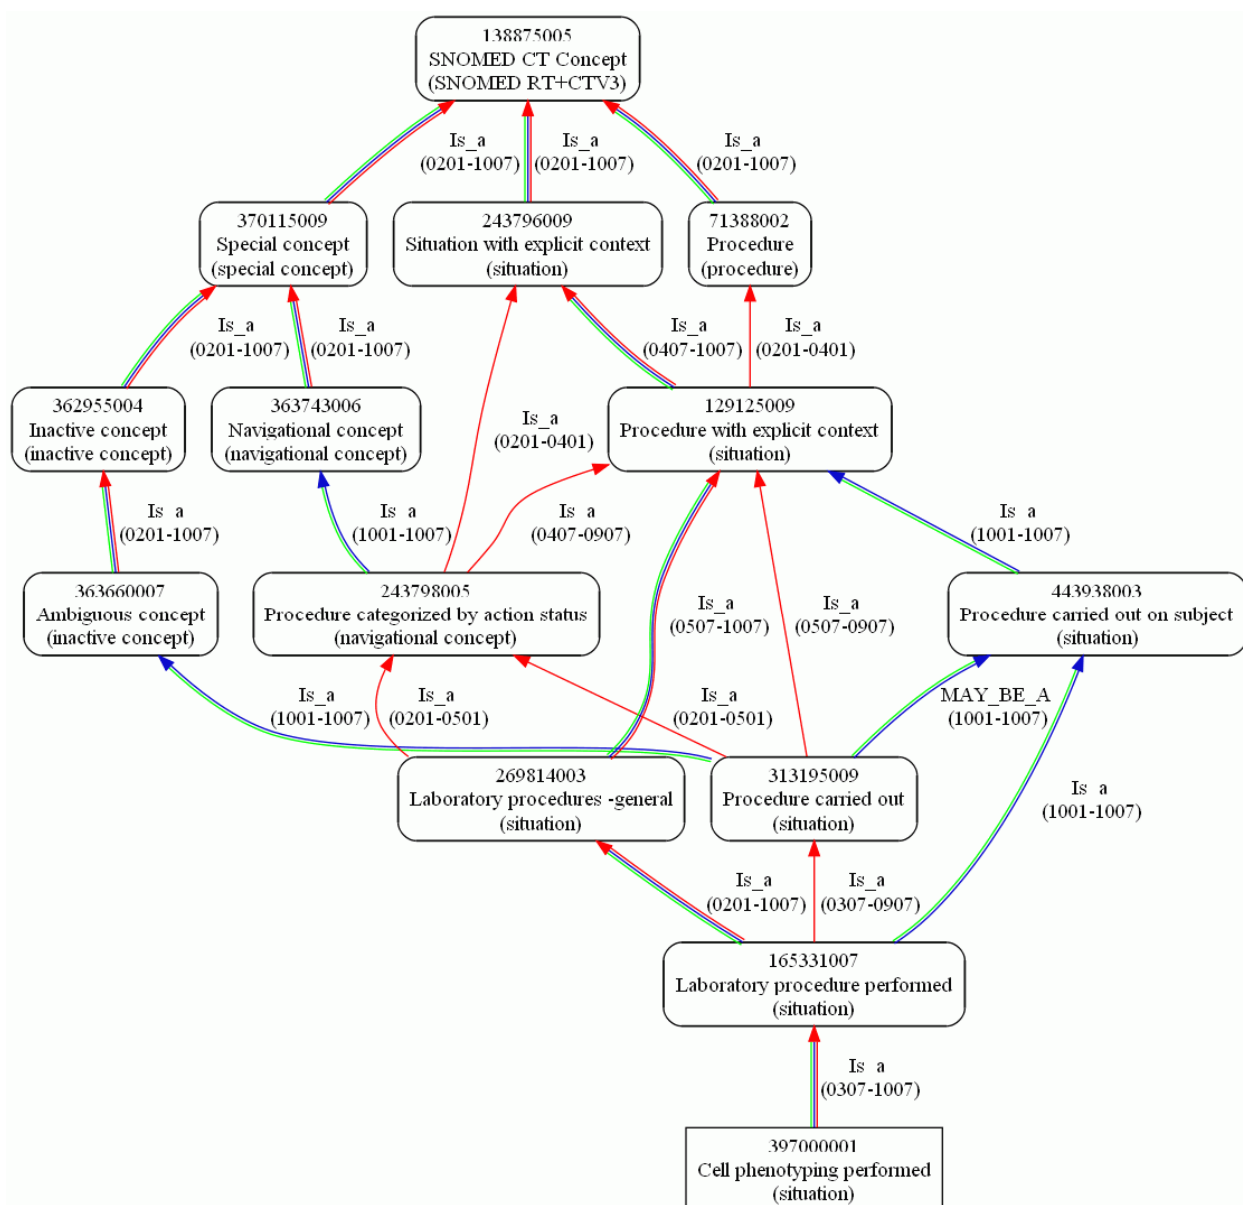 138875005
SNOMED CT Concept
(SNOMED RT+CTV3)
Is_a
(0201-1007)
Is_a
(0201-1007)
Is_a
(0201-1007)
370115009
Special concept
(special concept)
243796009
Situation with explicit context
(situation)
71388002
Procedure
(procedure)
Is_a
(0201-1007)
Is_a
(0201-1007)
Is_a
(0407-1007)
Is_a
(0201-0401)
362955004
Inactive concept
(inactive concept)
363743006
Navigational concept
(navigational concept)
Is_a
(0201-0401)
129125009
Procedure with explicit context
(situation)
Is_a
(0201-1007)
Is_a
(1001-1007)
Is_a
(0407-0907)
Is_a
(1001-1007)
363660007
Ambiguous concept
(inactive concept)
243798005
Procedure categorized by action status
(navigational concept)
Is_a
(0507-1007)
Is_a
(0507-0907)
443938003
Procedure carried out on subject
(situation)
Is_a
(1001-1007)
Is_a
(0201-0501)
Is_a
(0201-0501)
MAY_BE_A
(1001-1007)
269814003
Laboratory procedures -general
(situation)
313195009
Procedure carried out
(situation)
Is_a
(1001-1007)
Is_a
(0201-1007)
Is_a
(0307-0907)
165331007
Laboratory procedure performed
(situation)
Is_a
(0307-1007)
397000001
Cell phenotyping performed
(situation)